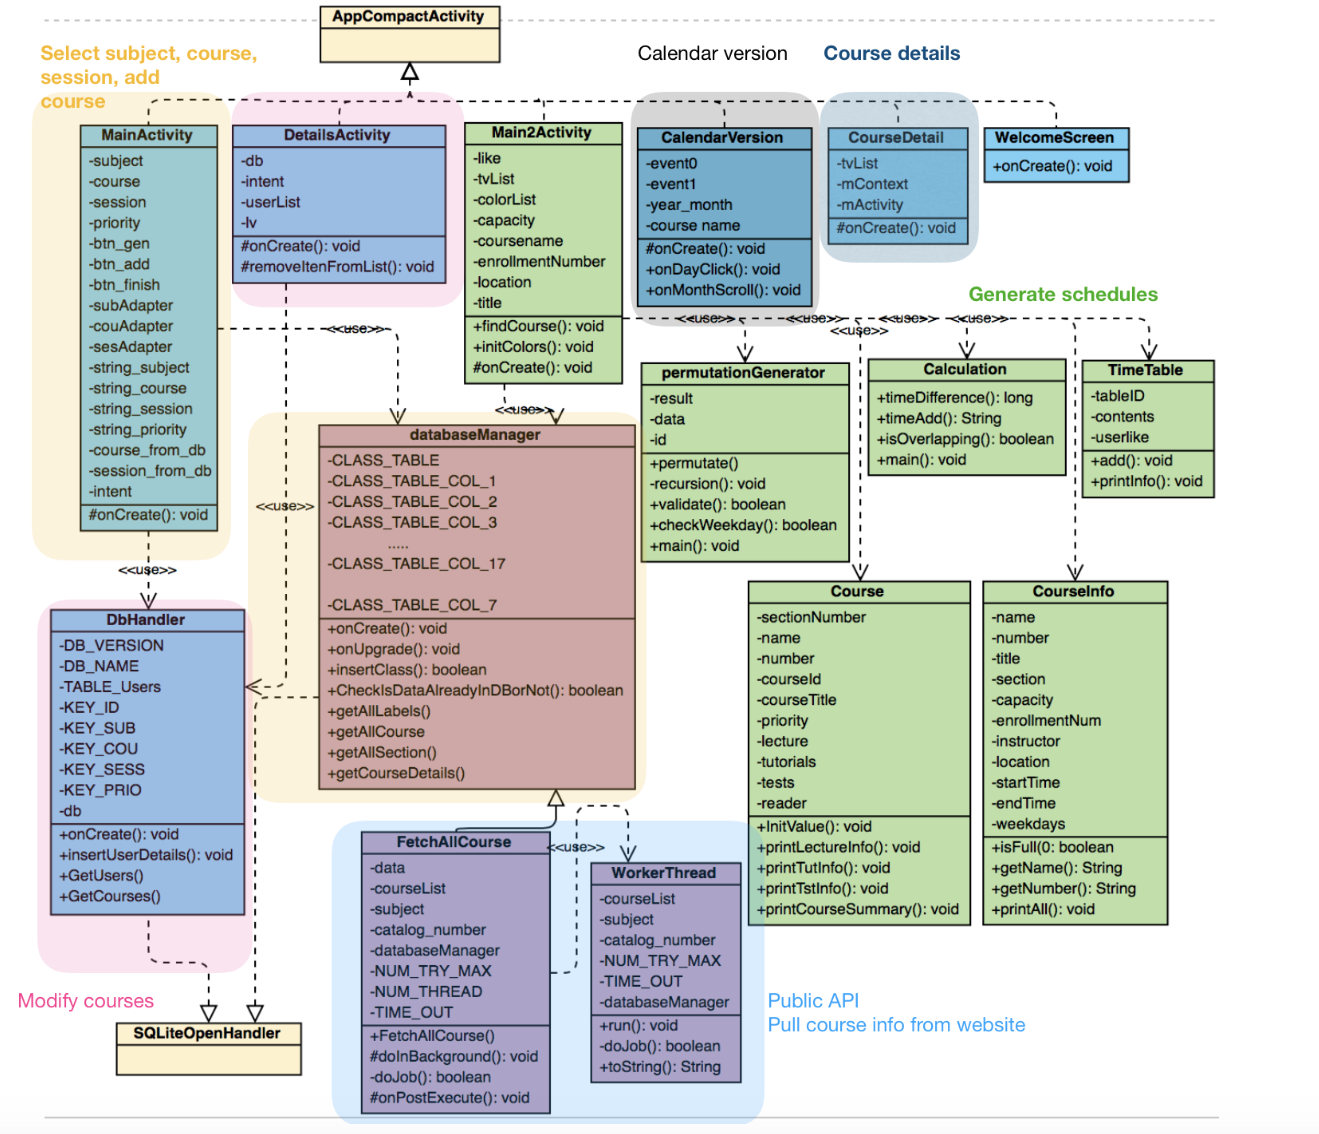 AppCompactActivity
Select subject, course,
session, add
course
Calendar version
Course details
MainActivity
-subject
-course
-session
-priority
-btn_gen
-btn_add
-btn_finish
-subAdapter
-couAdapter
-sesAdapter
-string_subject
-string_course
-string_session
-string_priority
-course_from_db
-session_from_db
-intent
#onCreate(): void
DetailsActivity
-db
-intent
-userList
-lv
#onCreate(): void
#removeItenFromList(): void
Main2Activity
-like
-tvList
-colorList
-capacity
-coursename
-enrollmentNumber
-location
-title
+findCourse(): void
+initColors(): void
#onCreate(): void
CalendarVersion
-event0
-event1
-year_month
-course name
#onCreate(): void
+onDayClick(): void
+onMonthScroll(): void
CourseDetail
-tvList
-mContext
-mActivity
#onCreate(): void
WelcomeScreen
+onCreate(): void
Generate schedules
<<use>>
<<use>>
<<use>>
<<use>>
<<use>>
<<use>>
<<use>>
<<use>>
<<use>>
permutationGenerator
-result
-data
-id
+permutate()
-recursion(): void
+validate(): boolean
+checkWeekday(): boolean
+main(): void
Calculation
+timeDifference(): long
+timeAdd(): String
+isOverlapping(): boolean
+main(): void
TimeTable
-tableID
-contents
-userlike
+add(): void
+printInfo(): void
databaseManager
-CLASS_TABLE
-CLASS_TABLE_COL_1
-CLASS_TABLE_COL_2
-CLASS_TABLE_COL_3
.....
-CLASS_TABLE_COL_17
-CLASS_TABLE_COL_7
+onCreate(): void
+onUpgrade(): void
+insertClass(): boolean
+CheckIsDataAlreadyInDBorNot(): boolean
+getAllLabels()
+getAllCourse
+getAllSection()
+getCourseDetails()
DbHandler
-DB_VERSION
-DB_NAME
-TABLE_Users
-KEY_ID
-KEY_SUB
-KEY_COU
-KEY_SESS
-KEY_PRIO
-db
+onCreate(): void
+insertUserDetails(): void
+GetUsers()
+GetCourses()
Course
-sectionNumber
-name
-number
-courseId
-courseTitle
-priority
-lecture
-tutorials
-tests
-reader
+InitValue(): void
+printLectureInfo(): void
+printTutInfo(): void
+printTstInfo(): void
+printCourseSummary(): void
CourseInfo
-name
-number
-title
-section
-capacity
-enrollmentNum
-instructor
-location
-startTime
-endTime
-weekdays
+isFull(0: boolean
+getName(): String
+getNumber(): String
+printAll(): void
FetchAllCourse
-data
-courseList
-subject
-catalog_number
-databaseManager
-NUM_TRY_MAX
-NUM_THREAD
-TIME_OUT
+FetchAllCourse()
#doInBackground(): void
-doJob(): boolean
#onPostExecute(): void
<<use>>
WorkerThread
-courseList
-subject
-catalog_number
-NUM_TRY_MAX
-TIME_OUT
-databaseManager
+run(): void
-doJob(): boolean
+toString(): String
Modify courses
SQLiteOpenHandler
Public API
Pull course info from website